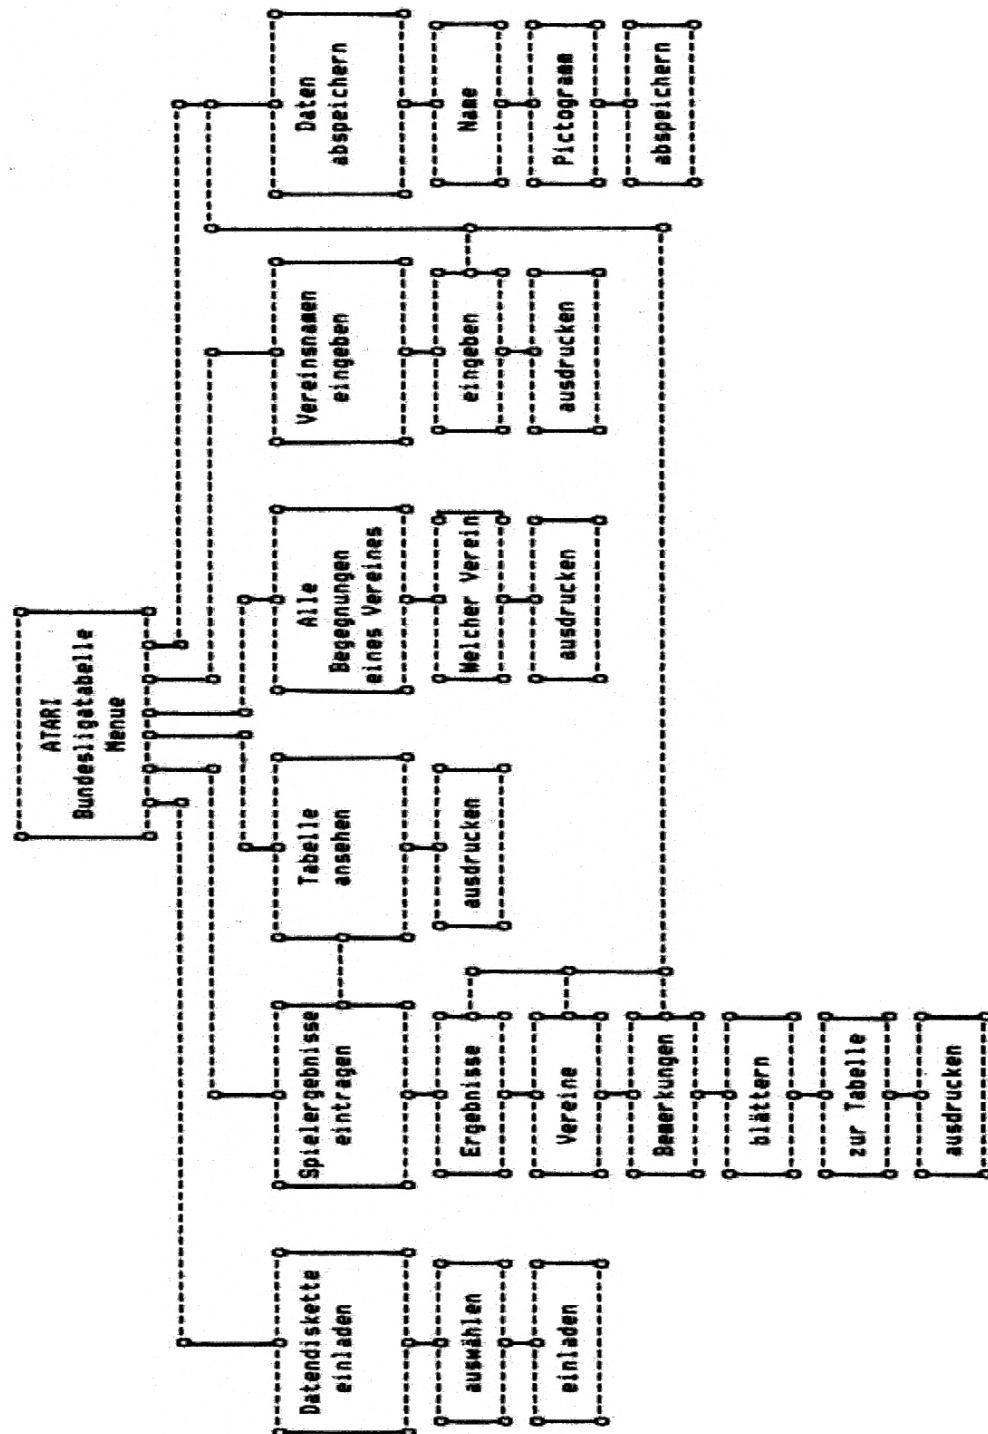 ATARI
Bundesligatabelle
Menue
Datendiskette
einladen
auswählen
einladen
Spielergebnisse
eintragen
Ergebnisse
Vereine
Bemerkungen
blättern
zur Tabelle
ausdrucken
Tabelle
ansehen
ausdrucken
Alle
Begegnungen
eines Vereines
Welcher Verein
ausdrucken
Vereinsnamen
eingeben
eingeben
ausdrucken
Daten
abspeichern
Name
Pictogramm
abspeichern